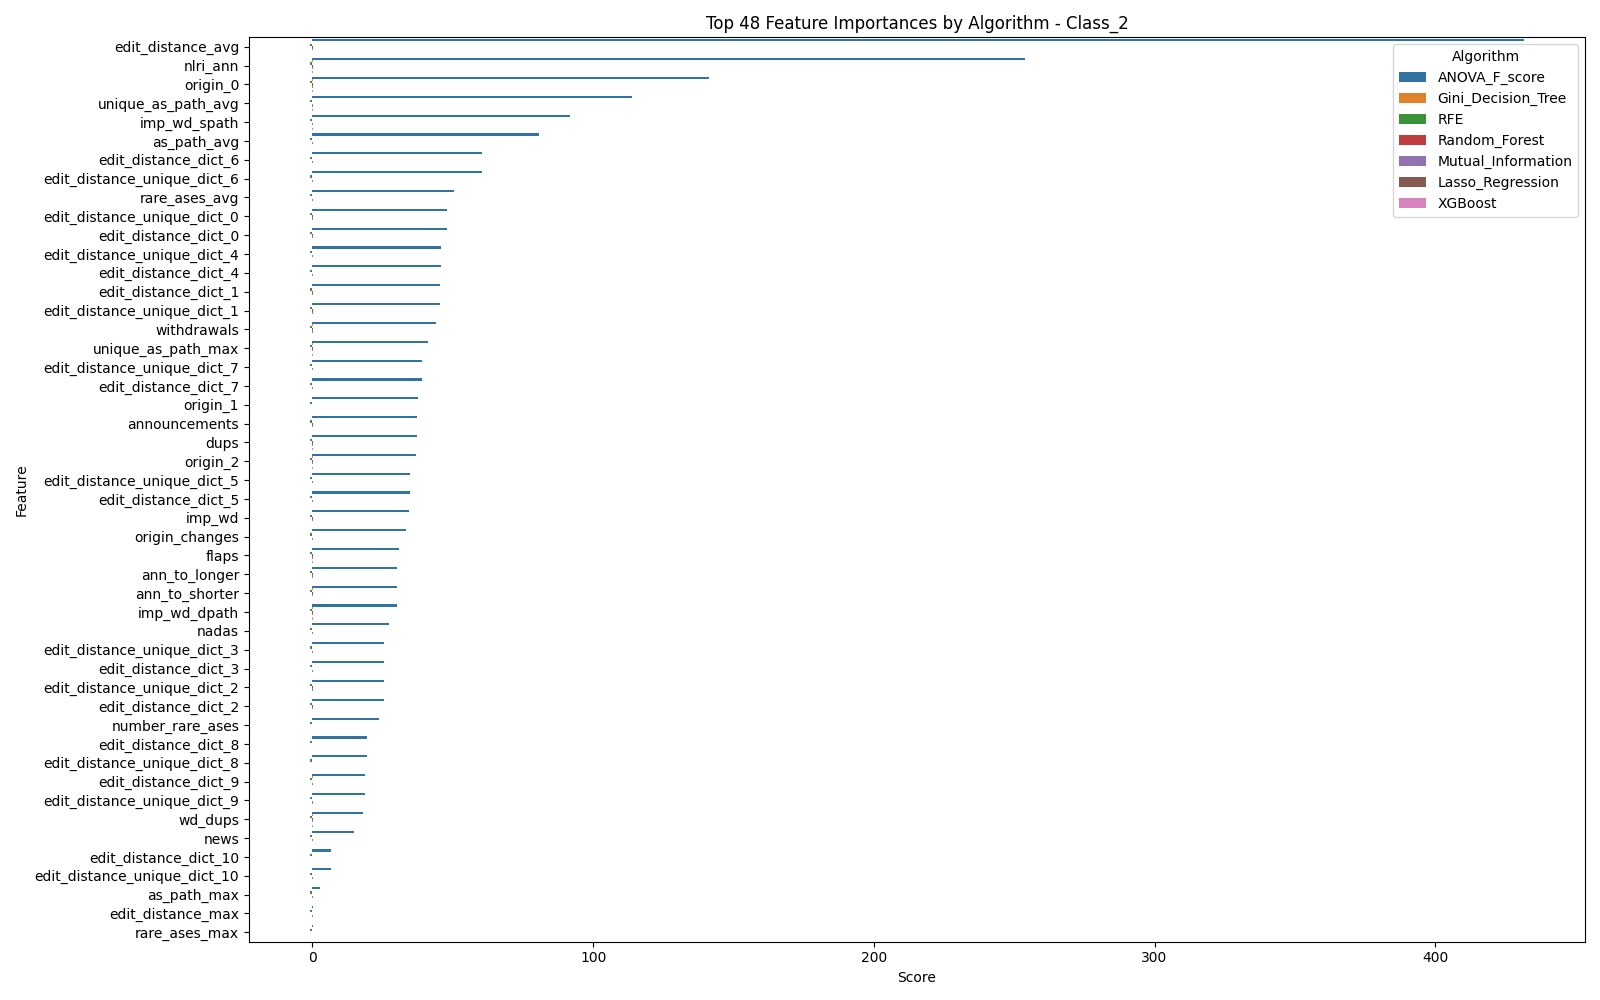 Top 48 Feature Importances by Algorithm - Class_2
edit_distance_avg
nlri_ann
origin_0
unique_as_path_avg
imp_wd_spath
as_path_avg
edit_distance_dict_6
edit_distance_unique_dict_6
rare_ases_avg
edit_distance_unique_dict_0
edit_distance_dict_0
edit_distance_unique_dict_4
edit_distance_dict_4
edit_distance_dict_1
edit_distance_unique_dict_1
withdrawals
unique_as_path_max
edit_distance_unique_dict_7
edit_distance_dict_7
origin_1
announcements
dups
origin_2
edit_distance_unique_dict_5
edit_distance_dict_5
imp_wd
origin_changes
flaps
ann_to_longer
ann_to_shorter
imp_wd_dpath
nadas
edit_distance_unique_dict_3
edit_distance_dict_3
edit_distance_unique_dict_2
edit_distance_dict_2
number_rare_ases
edit_distance_dict_8
edit_distance_unique_dict_8
edit_distance_dict_9
edit_distance_unique_dict_9
wd_dups
news
edit_distance_dict_10
edit_distance_unique_dict_10
as_path_max
edit_distance_max
rare_ases_max
Feature
0 100 200 300 400
Score
Algorithm
ANOVA_F_score
Gini_Decision_Tree
RFE
Random_Forest
Mutual_Information
Lasso_Regression
XGBoost